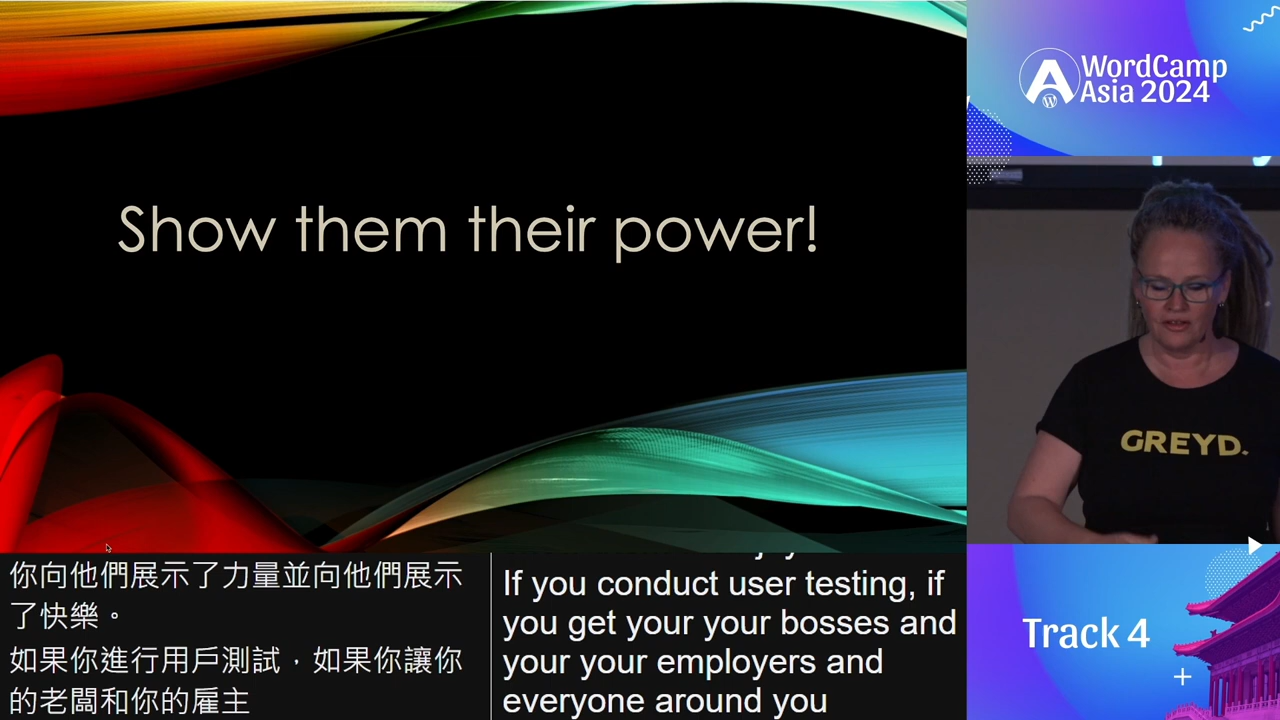 Show them their power!
WordCamp
Asia 2024
GREYD.
你向他們展示了力量並向他們展示
了快樂。
如果你進行用戶測試，如果你讓你
的老闆和你的雇主
If you conduct user testing, if
you get your your bosses and
your your employers and
everyone around you
Track 4